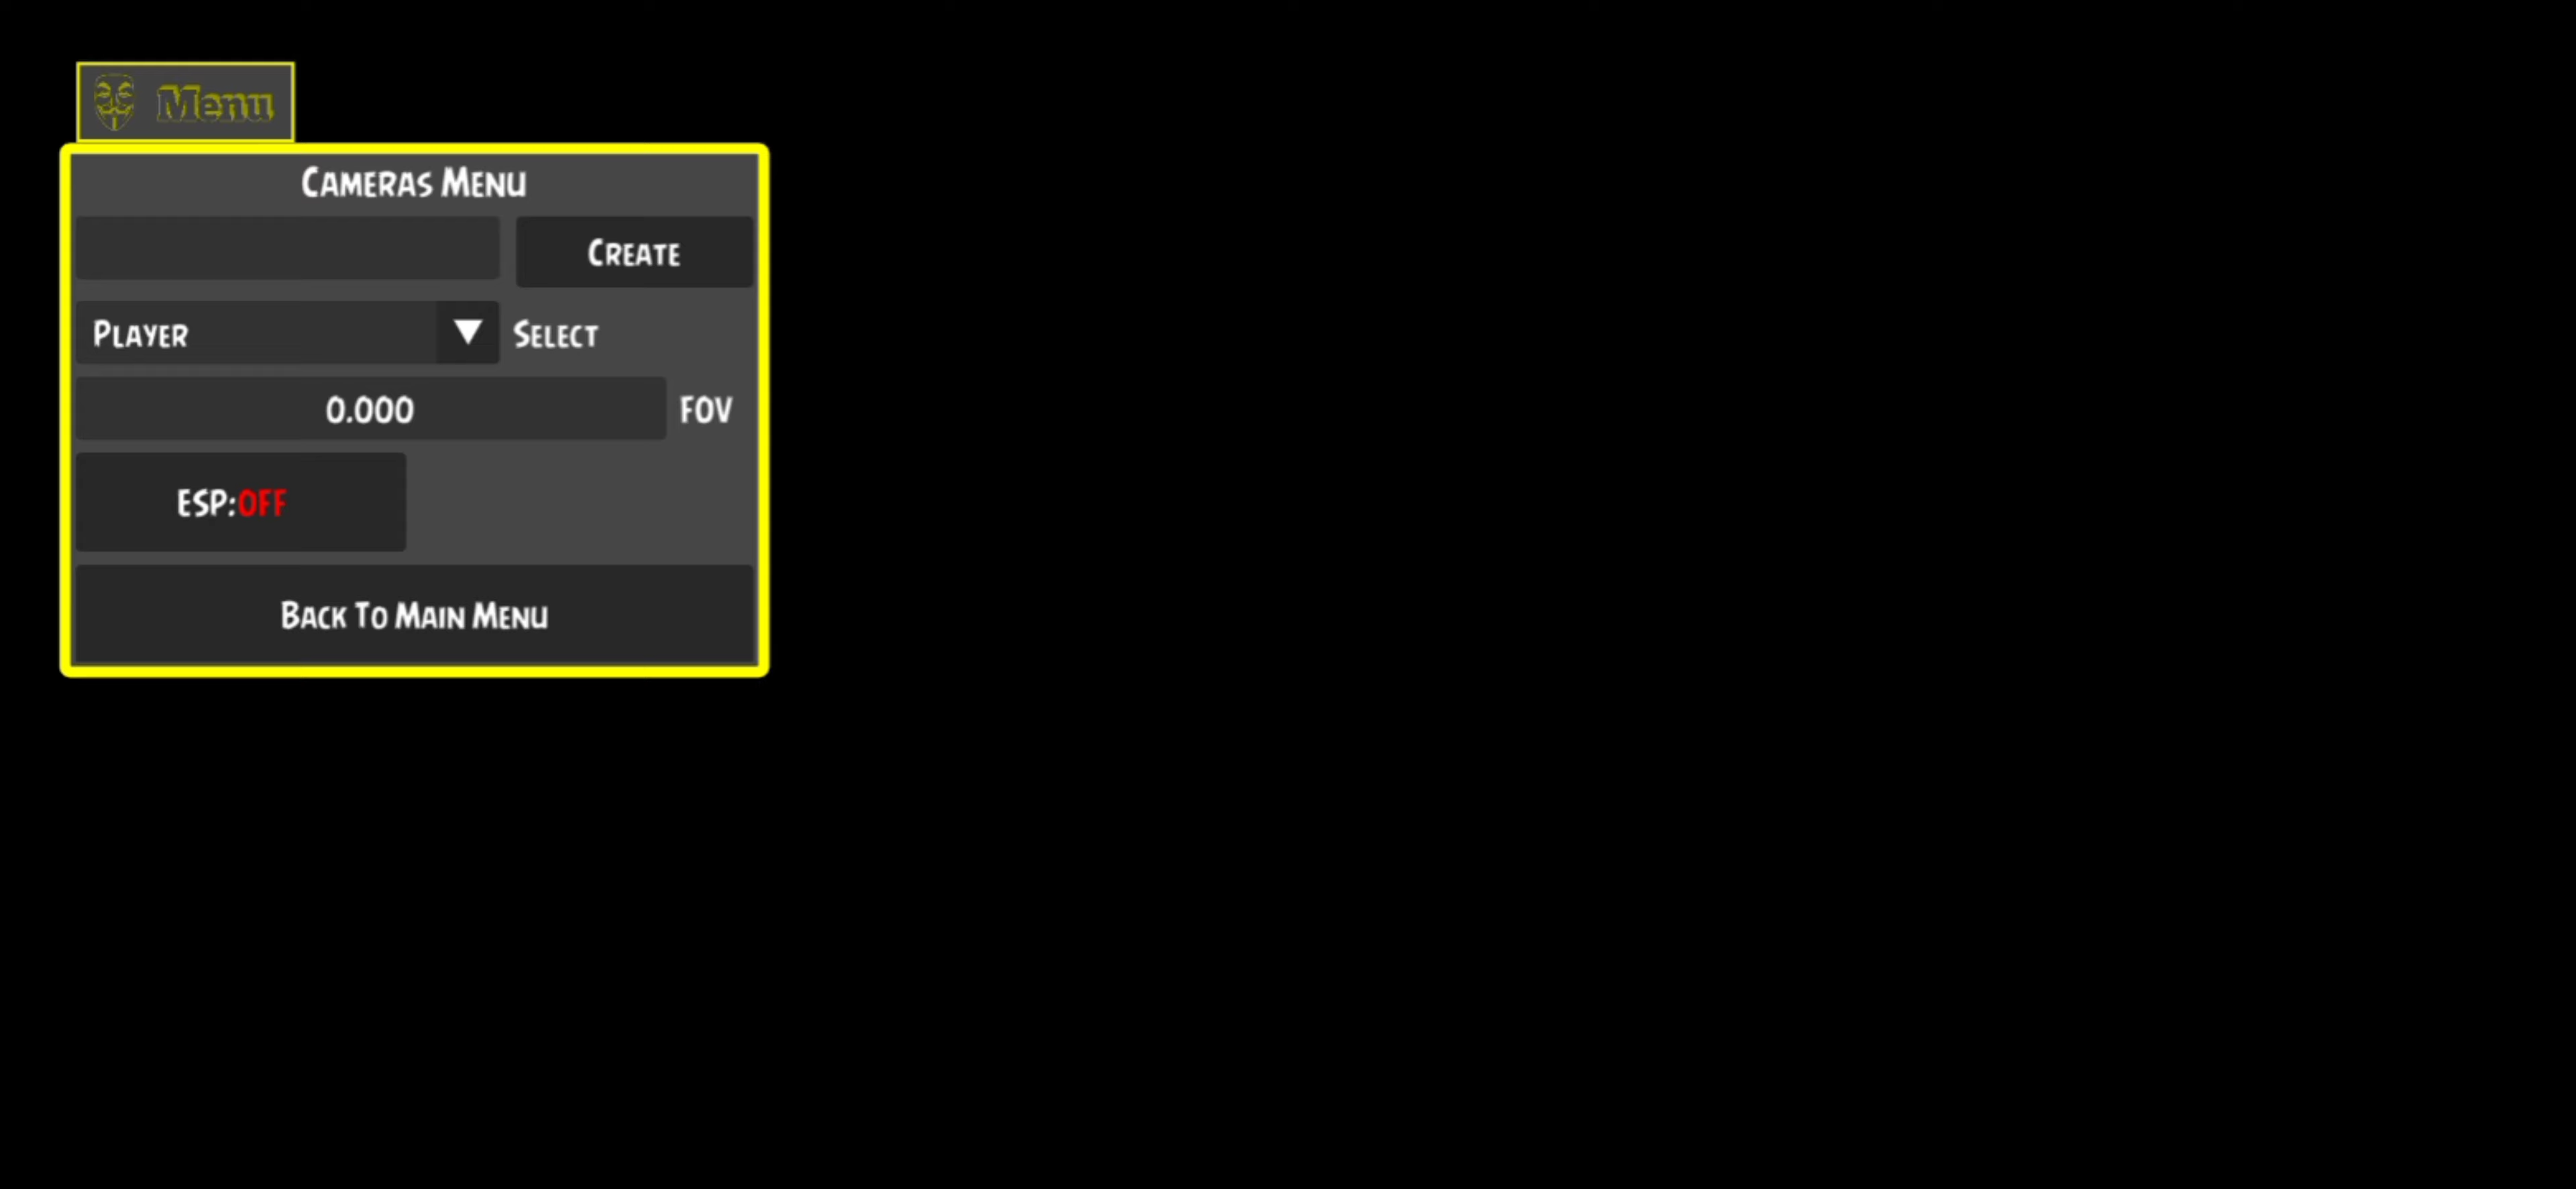 Menu
Cameras Menu
Create
Player Select
0.000 FOV
ESP:OFF
Back To Main Menu